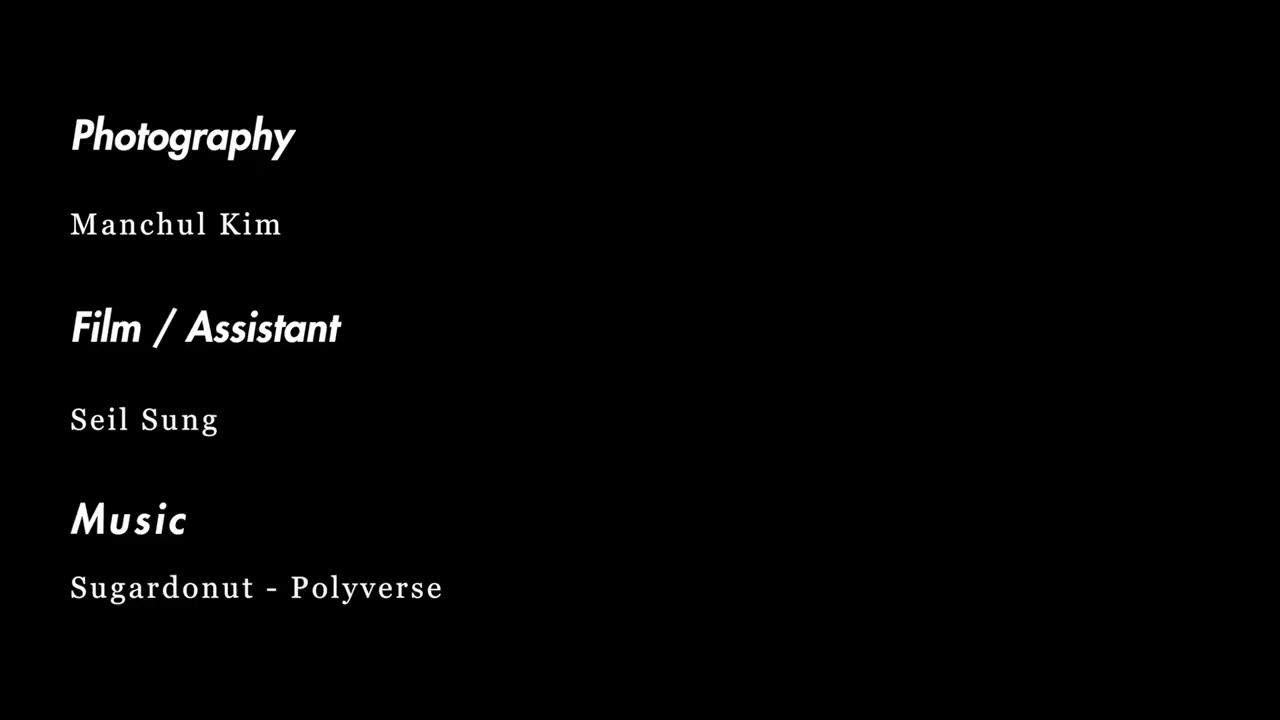 Photography
Manchul Kim
Film / Assistant
Seil Sung
Music
Sugardonut - Polyverse